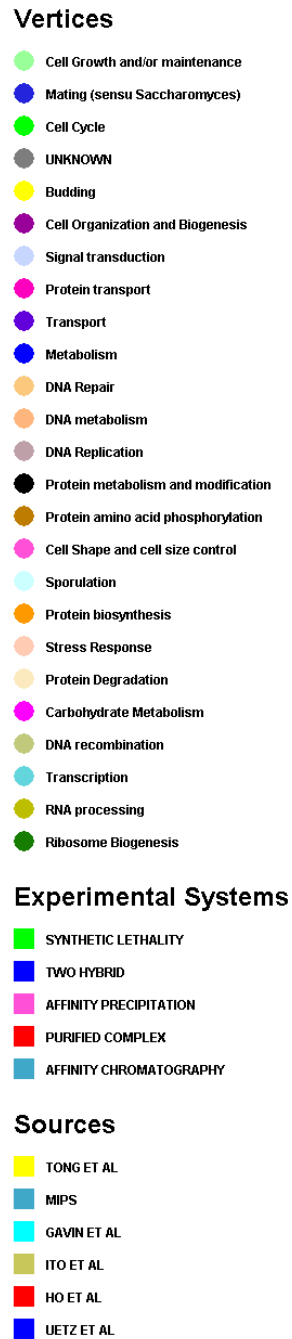 Vertices
Cell Growth and/or maintenance
Mating (sensu Saccharomyces)
Cell Cycle
UNKNOWN
Budding
Cell Organization and Biogenesis
Signal transduction
Protein transport
Transport
Metabolism
DNA Repair
DNA metabolism
DNA Replication
Protein metabolism and modification
Protein amino acid phosphorylation
Cell Shape and cell size control
Sporulation
Protein biosynthesis
Stress Response
Protein Degradation
Carbohydrate Metabolism
DNA recombination
Transcription
RNA processing
Ribosome Biogenesis
Experimental Systems
SYNTHETIC LETHALITY
TWO HYBRID
AFFINITY PRECIPITATION
PURIFIED COMPLEX
AFFINITY CHROMATOGRAPHY
Sources
TONG ET AL
MIPS
GAVIN ET AL
ITO ET AL
HO ET AL
UETZ ET AL